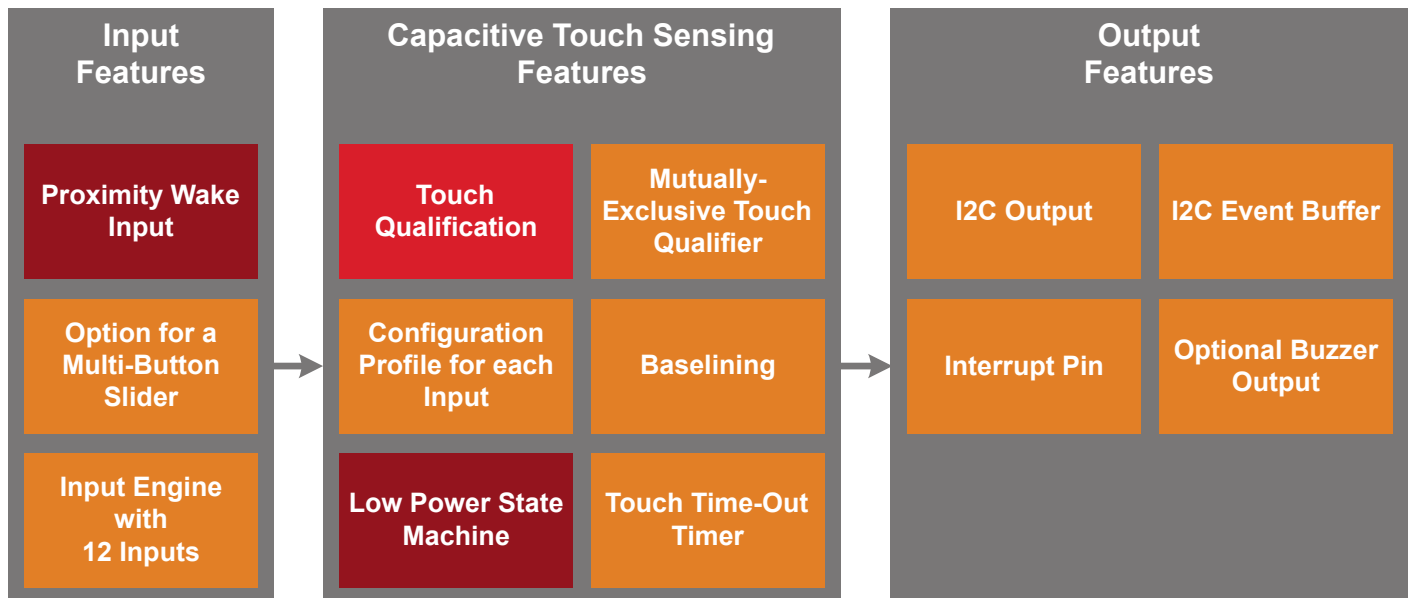 Input
Features
Proximity Wake
Input
Option for a
Multi-Button
Slider
Input Engine
with
12 Inputs
Capacitive Touch Sensing
Features
Touch
Qualification
Mutually-
Exclusive Touch
Qualifier
Configuration
Profile for each
Input
Baselining
Low Power State
Machine
Touch Time-Out
Timer
Output
Features
I2C Output
I2C Event Buffer
Interrupt Pin
Optional Buzzer
Output